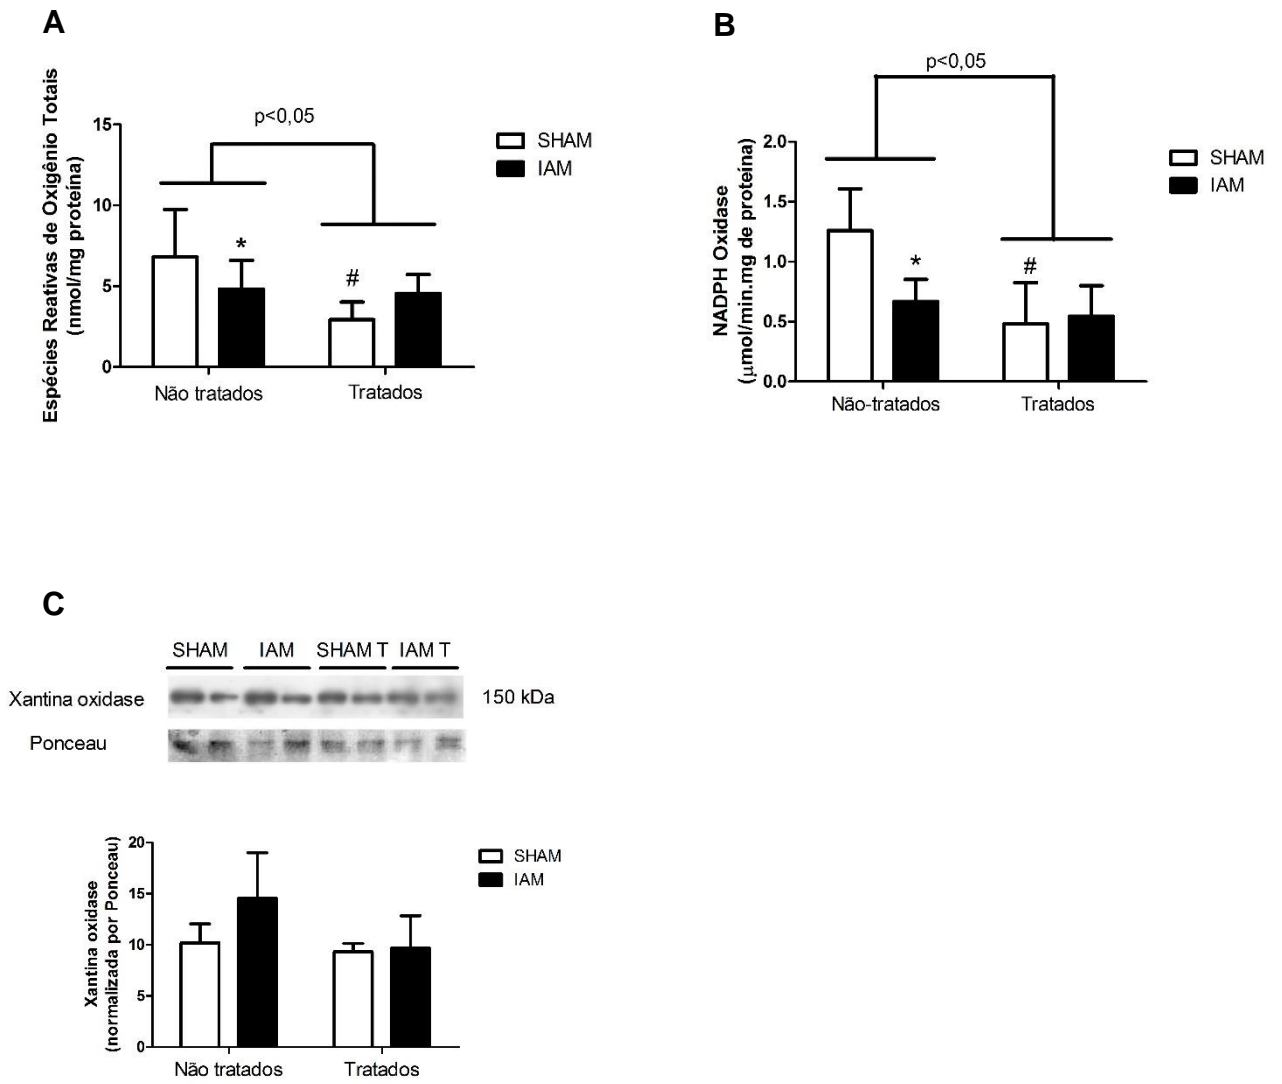 A
Espécies Reativas de Oxigênio Totais
(nmol/mg proteína)
15
10
5
0
p<0,05
*
#
SHAM
IAM
Não tratados
Tratados
B
NADPH Oxidase
(µmol/min.mg de proteína)
2.0
1.5
1.0
0.5
0.0
p<0,05
*
#
SHAM
IAM
Não-tratados
Tratados
C
SHAM IAM SHAM T IAM T
Xantina oxidase 150 kDa
Ponceau
Xantina oxidase
(normalizada por Ponceau)
20
15
10
5
0
SHAM
IAM
Não tratados
Tratados